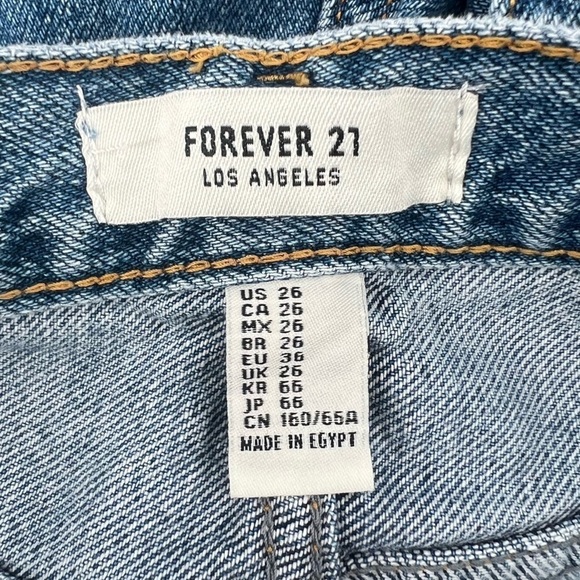 FOREVER 21
LOS ANGELES
US 26
CA 26
MX 26
BR 26
EU 36
UK 26
KR 66
JP 66
CN 160/66A
MADE IN EGYPT